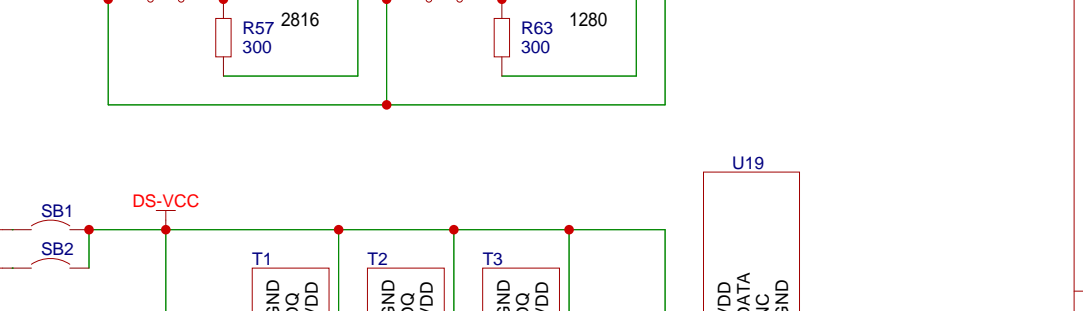 R57
2816
300
R63
1280
300
U19
DS-VCC
SB1
SB2
T1
T2
T3
GND
DQ
VDD
GND
DQ
VDD
GND
DQ
VDD
VDD
DATA
NC
GND